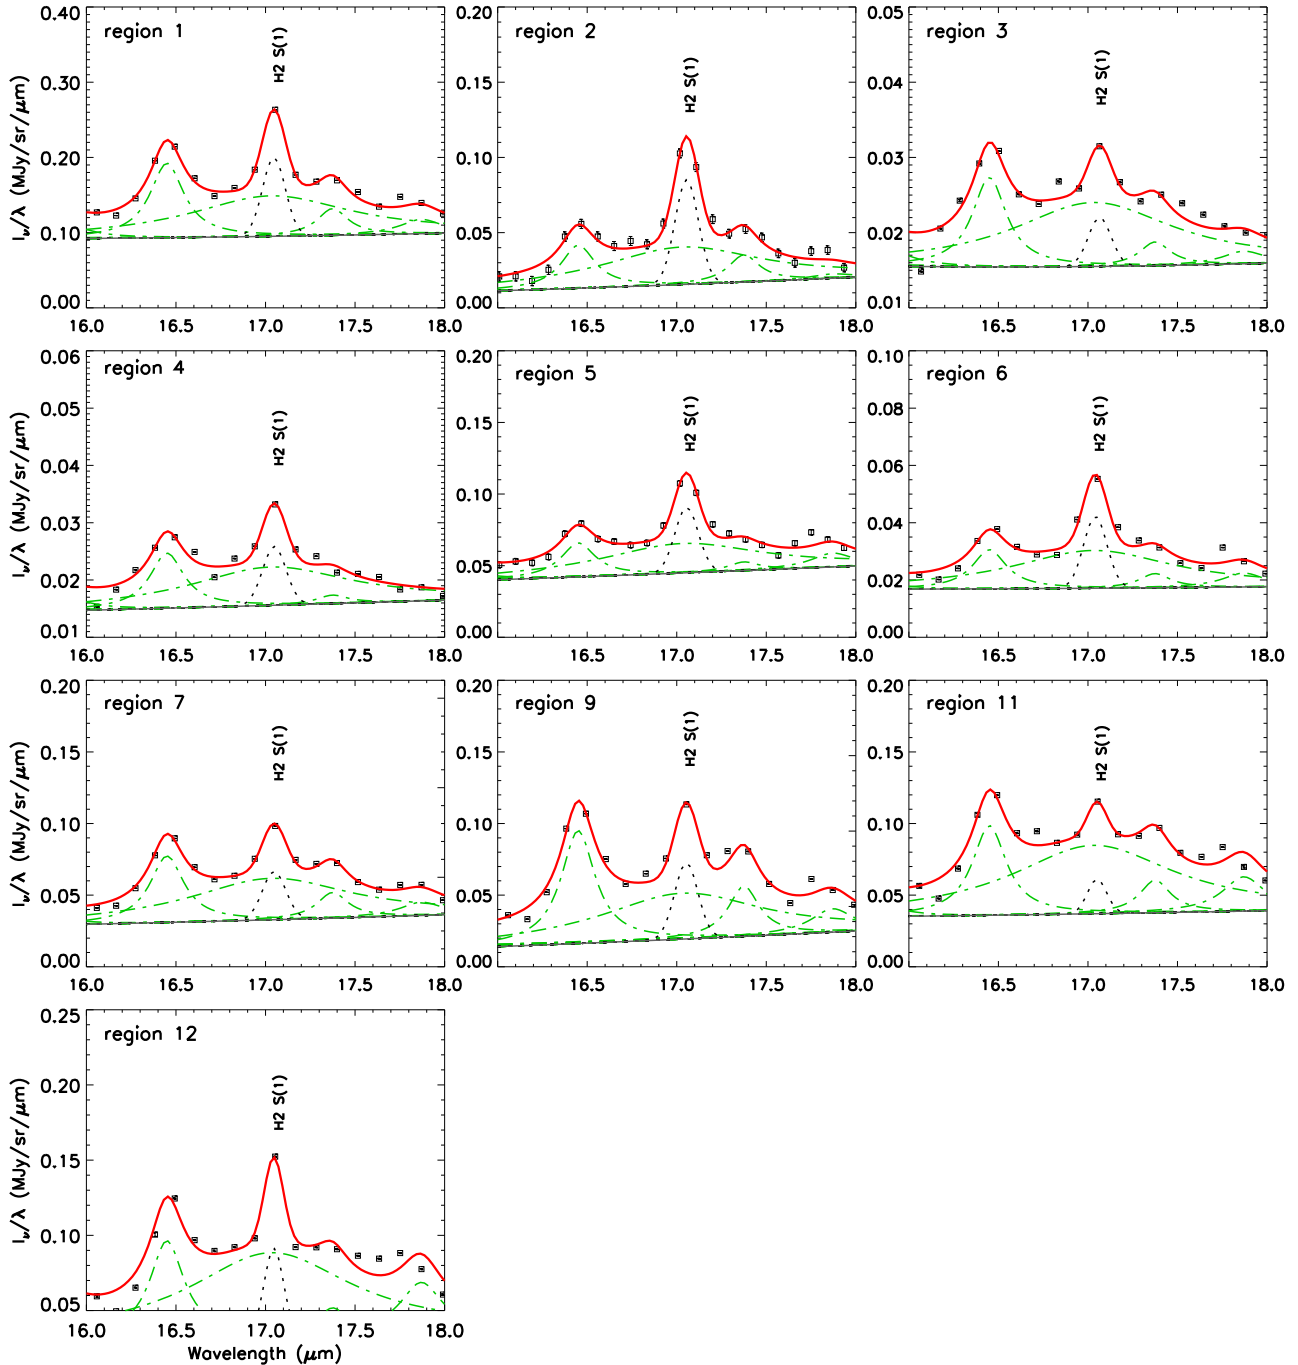 region 1
H2 S(1)
0.40
0.30
0.20
0.10
0.00
16.0 16.5 17.0 17.5 18.0
Iν/λ (MJy/sr/μm)
region 2
H2 S(1)
0.20
0.15
0.10
0.05
0.00
16.5 17.0 17.5
region 3
H2 S(1)
0.05
0.04
0.03
0.02
0.01
16.5 17.0 17.5 18.0
region 4
H2 S(1)
0.06
0.05
0.04
0.03
0.02
0.01
16.0 16.5 17.0 17.5 18.0
Iν/λ (MJy/sr/μm)
region 5
H2 S(1)
0.20
0.15
0.10
0.05
0.00
16.5 17.0 17.5
region 6
H2 S(1)
0.10
0.08
0.06
0.04
0.02
0.00
16.5 17.0 17.5 18.0
region 7
H2 S(1)
0.20
0.15
0.10
0.05
0.00
16.0 16.5 17.0 17.5 18.0
Iν/λ (MJy/sr/μm)
region 9
H2 S(1)
0.20
0.15
0.10
0.05
0.00
16.5 17.0 17.5
region 11
H2 S(1)
0.20
0.15
0.10
0.05
0.00
16.5 17.0 17.5 18.0
region 12
H2 S(1)
0.25
0.20
0.15
0.10
0.05
16.0 16.5 17.0 17.5 18.0
Iν/λ (MJy/sr/μm)
Wavelength (μm)